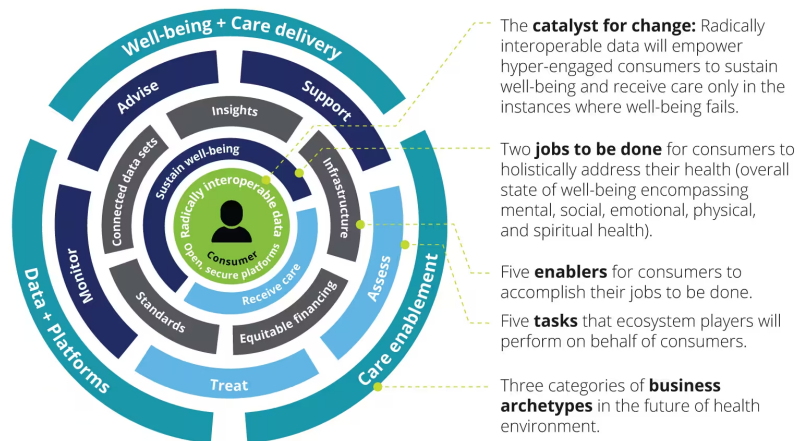 Well-being + Care delivery
Advise
Support
Insights
Connected data sets
Sustain well-being
Infrastructure
Radically interoperable data
Consumer
Open, secure platforms
Monitor
Receive care
Assess
Standards
Equitable financing
Treat
Data + Platforms
Care enablement
The catalyst for change: Radically
interoperable data will empower
hyper-engaged consumers to sustain
well-being and receive care only in the
instances where well-being fails.
Two jobs to be done for consumers to
holistically address their health (overall
state of well-being encompassing
mental, social, emotional, physical,
and spiritual health).
Five enablers for consumers to
accomplish their jobs to be done.
Five tasks that ecosystem players will
perform on behalf of consumers.
Three categories of business
archetypes in the future of health
environment.